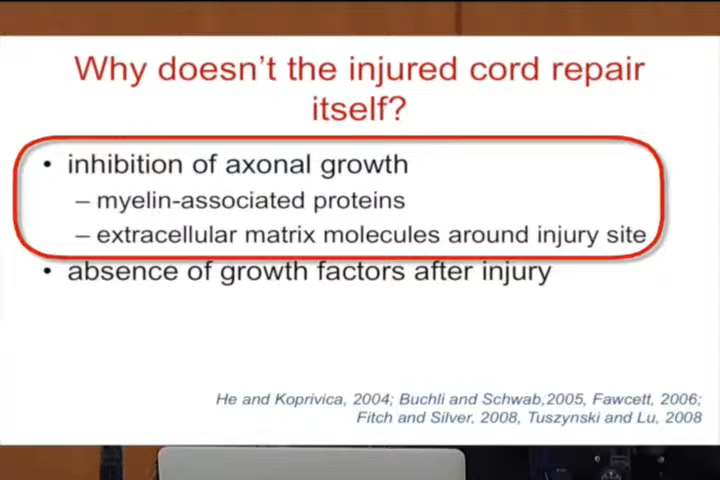 Why doesn't the injured cord repair
itself?
• inhibition of axonal growth
– myelin-associated proteins
– extracellular matrix molecules around injury site
• absence of growth factors after injury
He and Koprivica, 2004; Buchli and Schwab,2005, Fawcett, 2006;
Fitch and Silver, 2008, Tuszynski and Lu, 2008